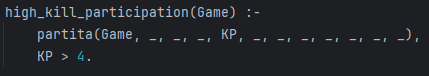 high_kill_participation(Game) :-
partita(Game, _, _, _, KP, _, _, _, _, _, _, _),
KP > 4.